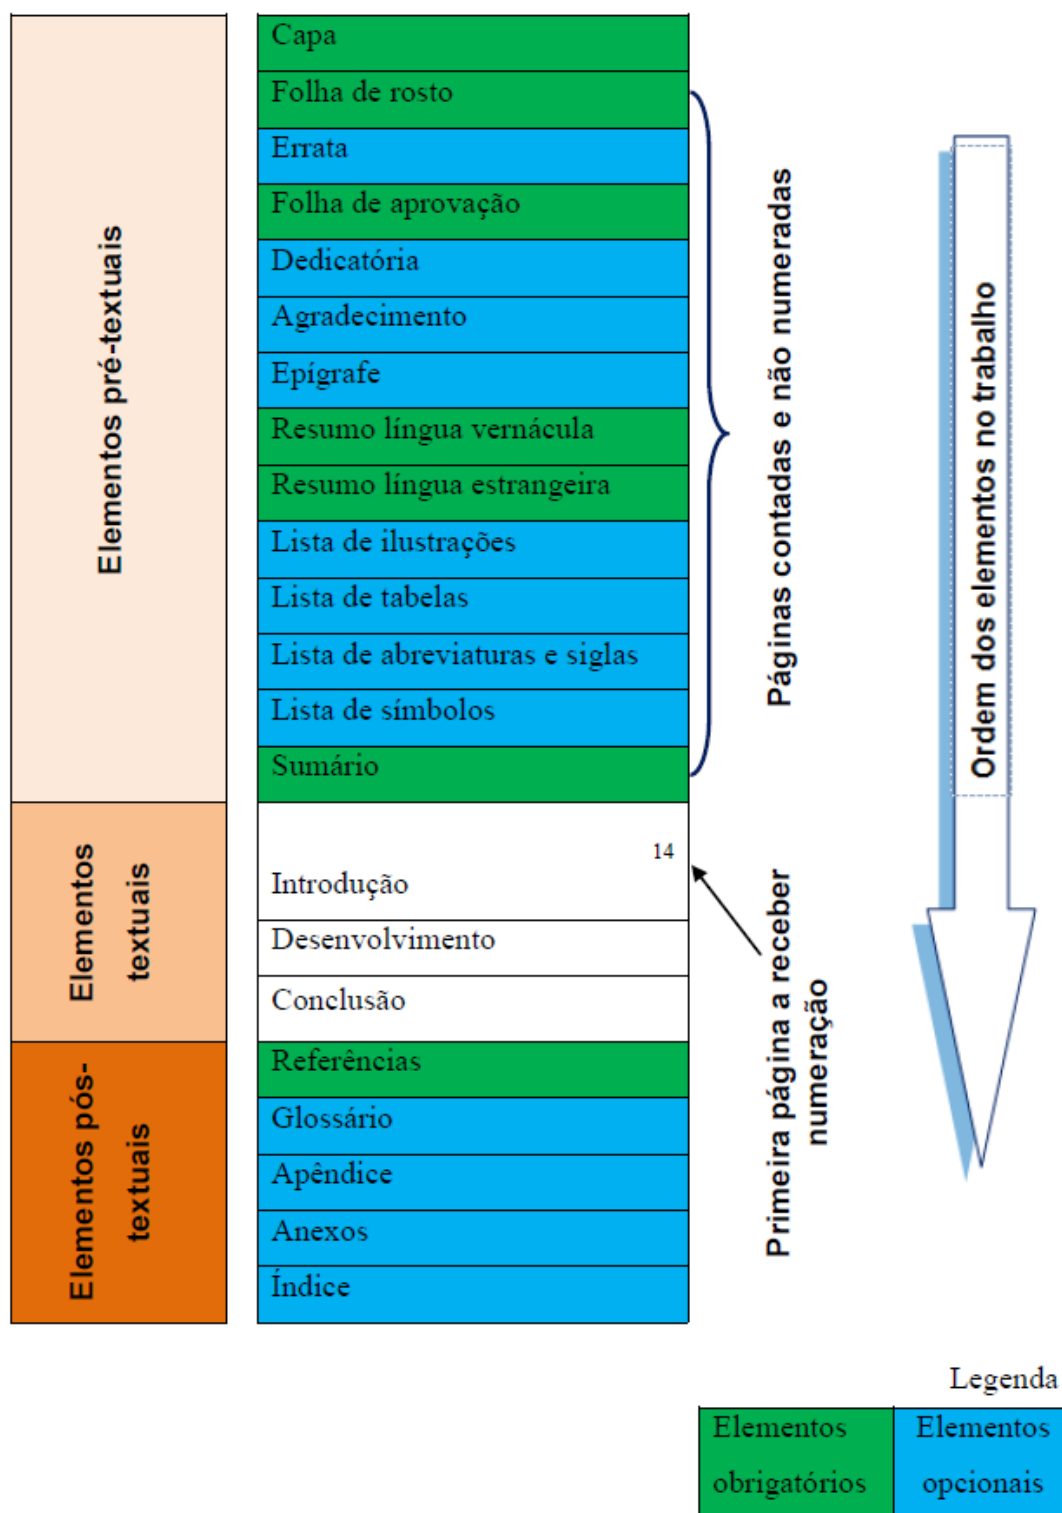 Elementos pré-textuais
Capa
Folha de rosto
Errata
Folha de aprovação
Dedicatória
Agradecimento
Epígrafe
Resumo língua vernácula
Resumo língua estrangeira
Lista de ilustrações
Lista de tabelas
Lista de abreviaturas e siglas
Lista de símbolos
Sumário
Páginas contadas e não numeradas
Ordem dos elementos no trabalho
Elementos
textuais
14
Introdução
Desenvolvimento
Conclusão
Primeira página a receber
numeração
Elementos pós-
textuais
Referências
Glossário
Apêndice
Anexos
Índice
Legenda
Elementos
obrigatórios
Elementos
opcionais